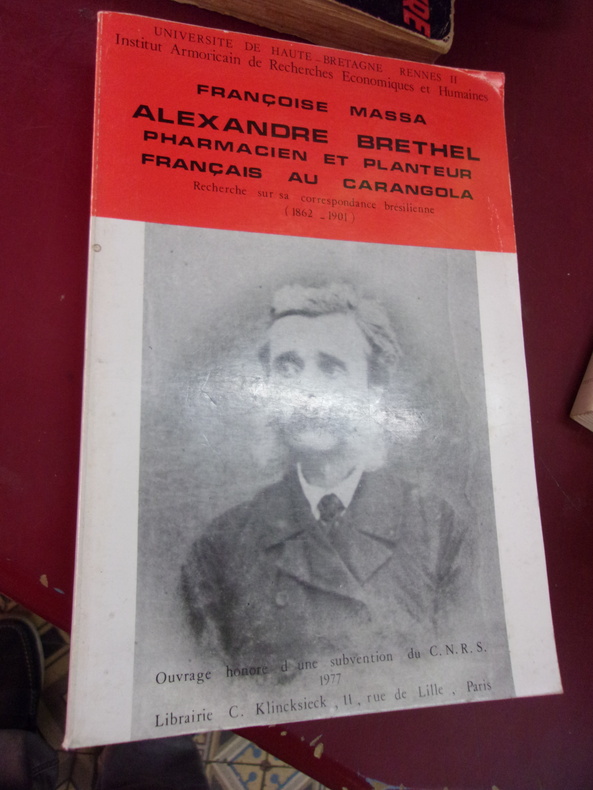 UNIVERSITE DE HAUTE-BRETAGNE RENNES II
Institut Armoricain de Recherches Economiques et Humaines
FRANÇOISE MASSA
ALEXANDRE BRETHEL
PHARMACIEN ET PLANTEUR
FRANÇAIS AU CARANGOLA
Recherche sur sa correspondance bresilienne
(1862 - 1901)
Ouvrage honore d une subvention du C.N.R.S.
1977
Librairie C. Klincksieck, 11, rue de Lille. Paris